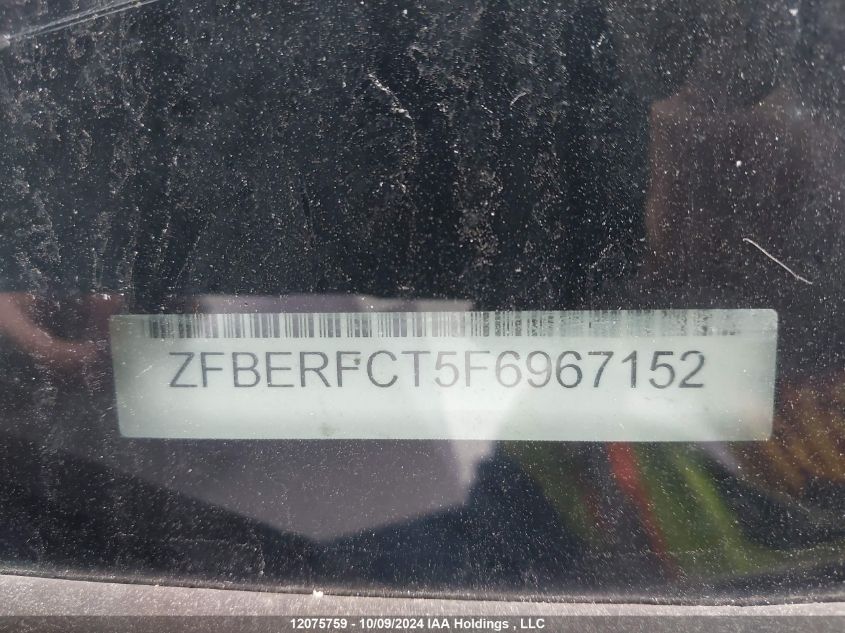 ZFBERFCT5F6967152
12075759 - 10/09/2024 IAA Holdings , LLC